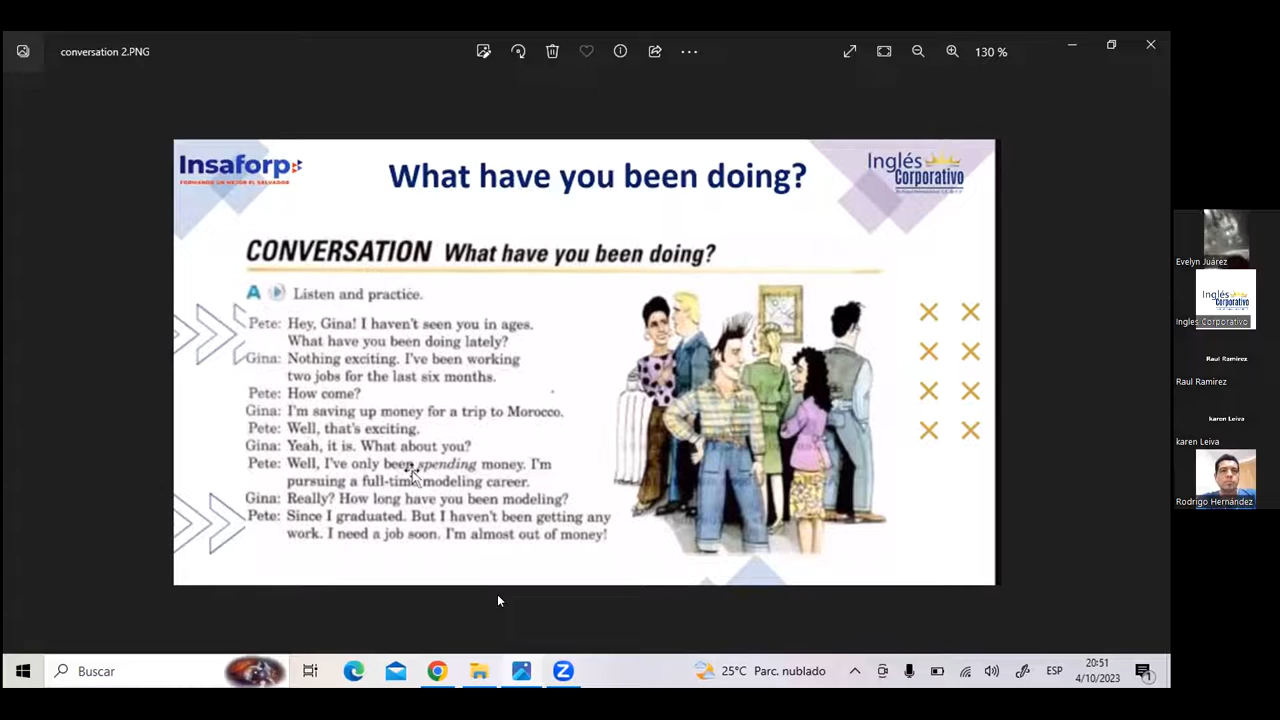 conversation 2.PNG
130 %
Insaforp
FORMANDO UN MEJOR EL SALVADOR
What have you been doing?
Inglés
Corporativo
CONVERSATION What have you been doing?
A Listen and practice.
Pete: Hey, Gina! I haven't seen you in ages.
What have you been doing lately?
Gina: Nothing exciting. I've been working
two jobs for the last six months.
Pete: How come?
Gina: I'm saving up money for a trip to Morocco.
Pete: Well, that's exciting.
Gina: Yeah, it is. What about you?
Pete: Well, I've only been spending money. I'm
pursuing a full-time modeling career.
Gina: Really? How long have you been modeling?
Pete: Since I graduated. But I haven't been getting any
work. I need a job soon. I'm almost out of money!
Evelyn Juárez
Inglés
Corporativo
Ingles Corporativo
Raul Ramirez
Raul Ramirez
karen Leiva
karen Leiva
Rodrigo Hernández
Buscar
25°C Parc. nublado
ESP
20:51
4/10/2023
1